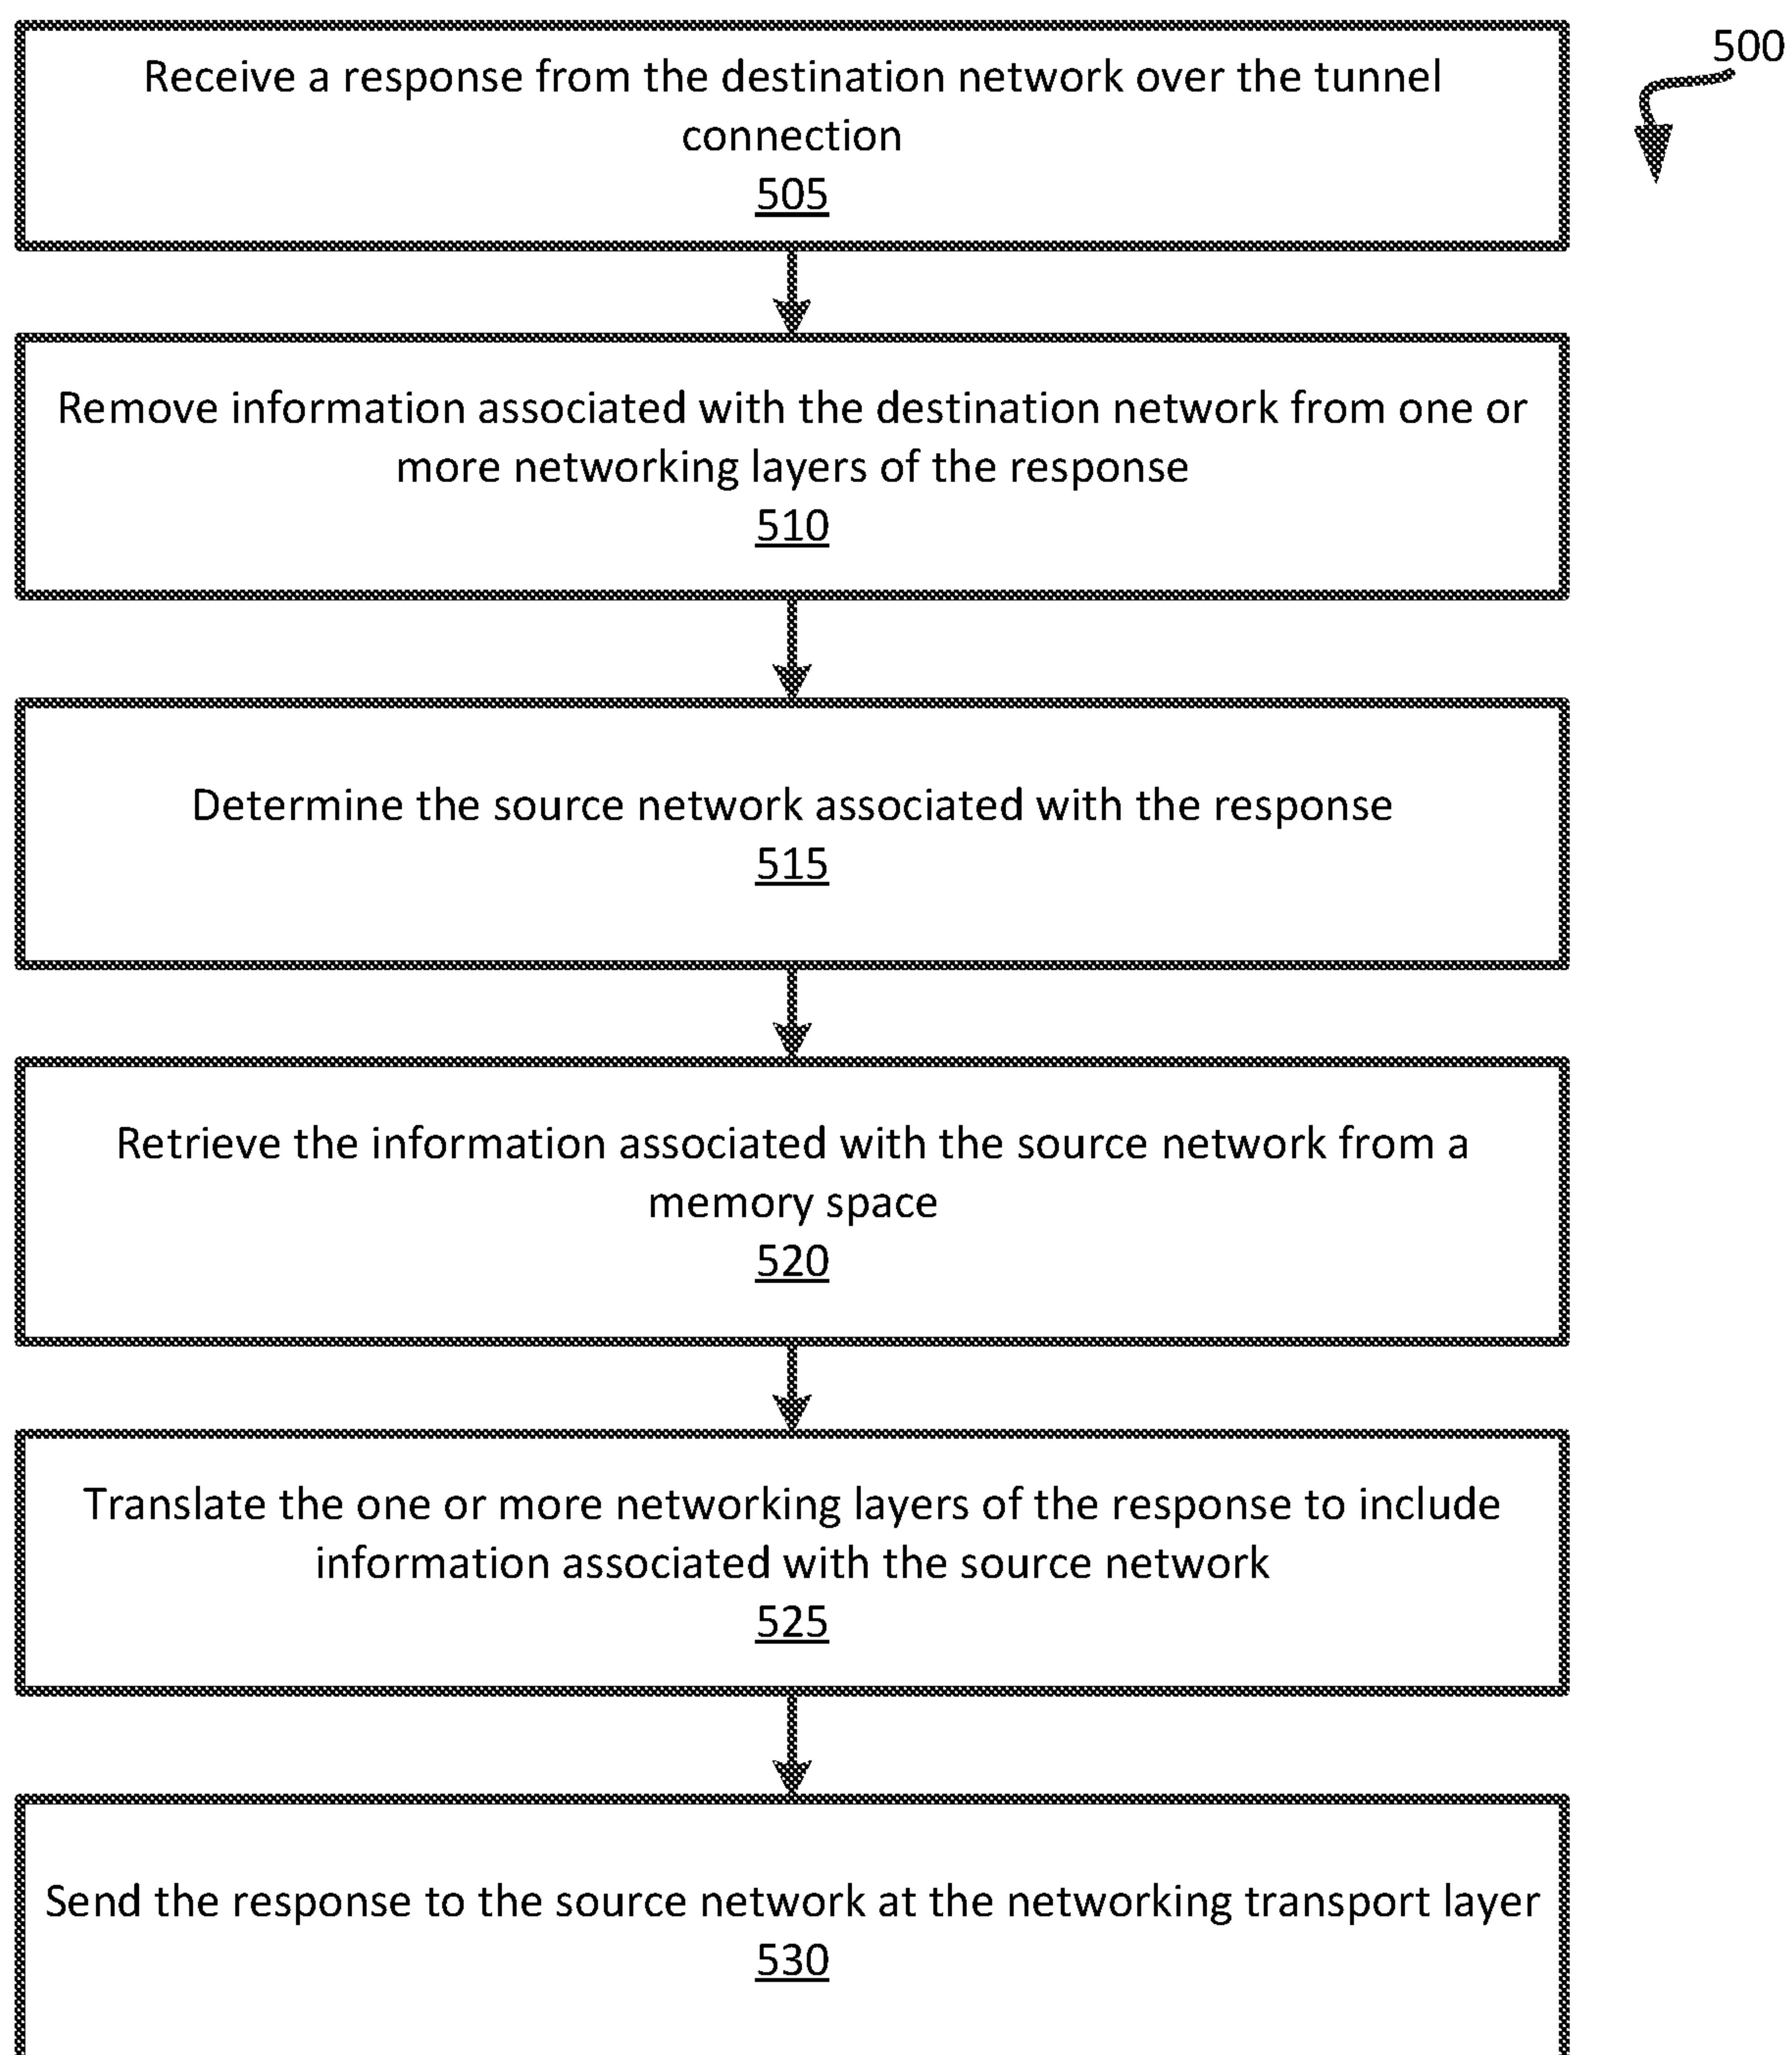 500
Receive a response from the destination network over the tunnel
connection
505
Remove information associated with the destination network from one or
more networking layers of the response
510
Determine the source network associated with the response
515
Retrieve the information associated with the source network from a
memory space
520
Translate the one or more networking layers of the response to include
information associated with the source network
525
Send the response to the source network at the networking transport layer
530